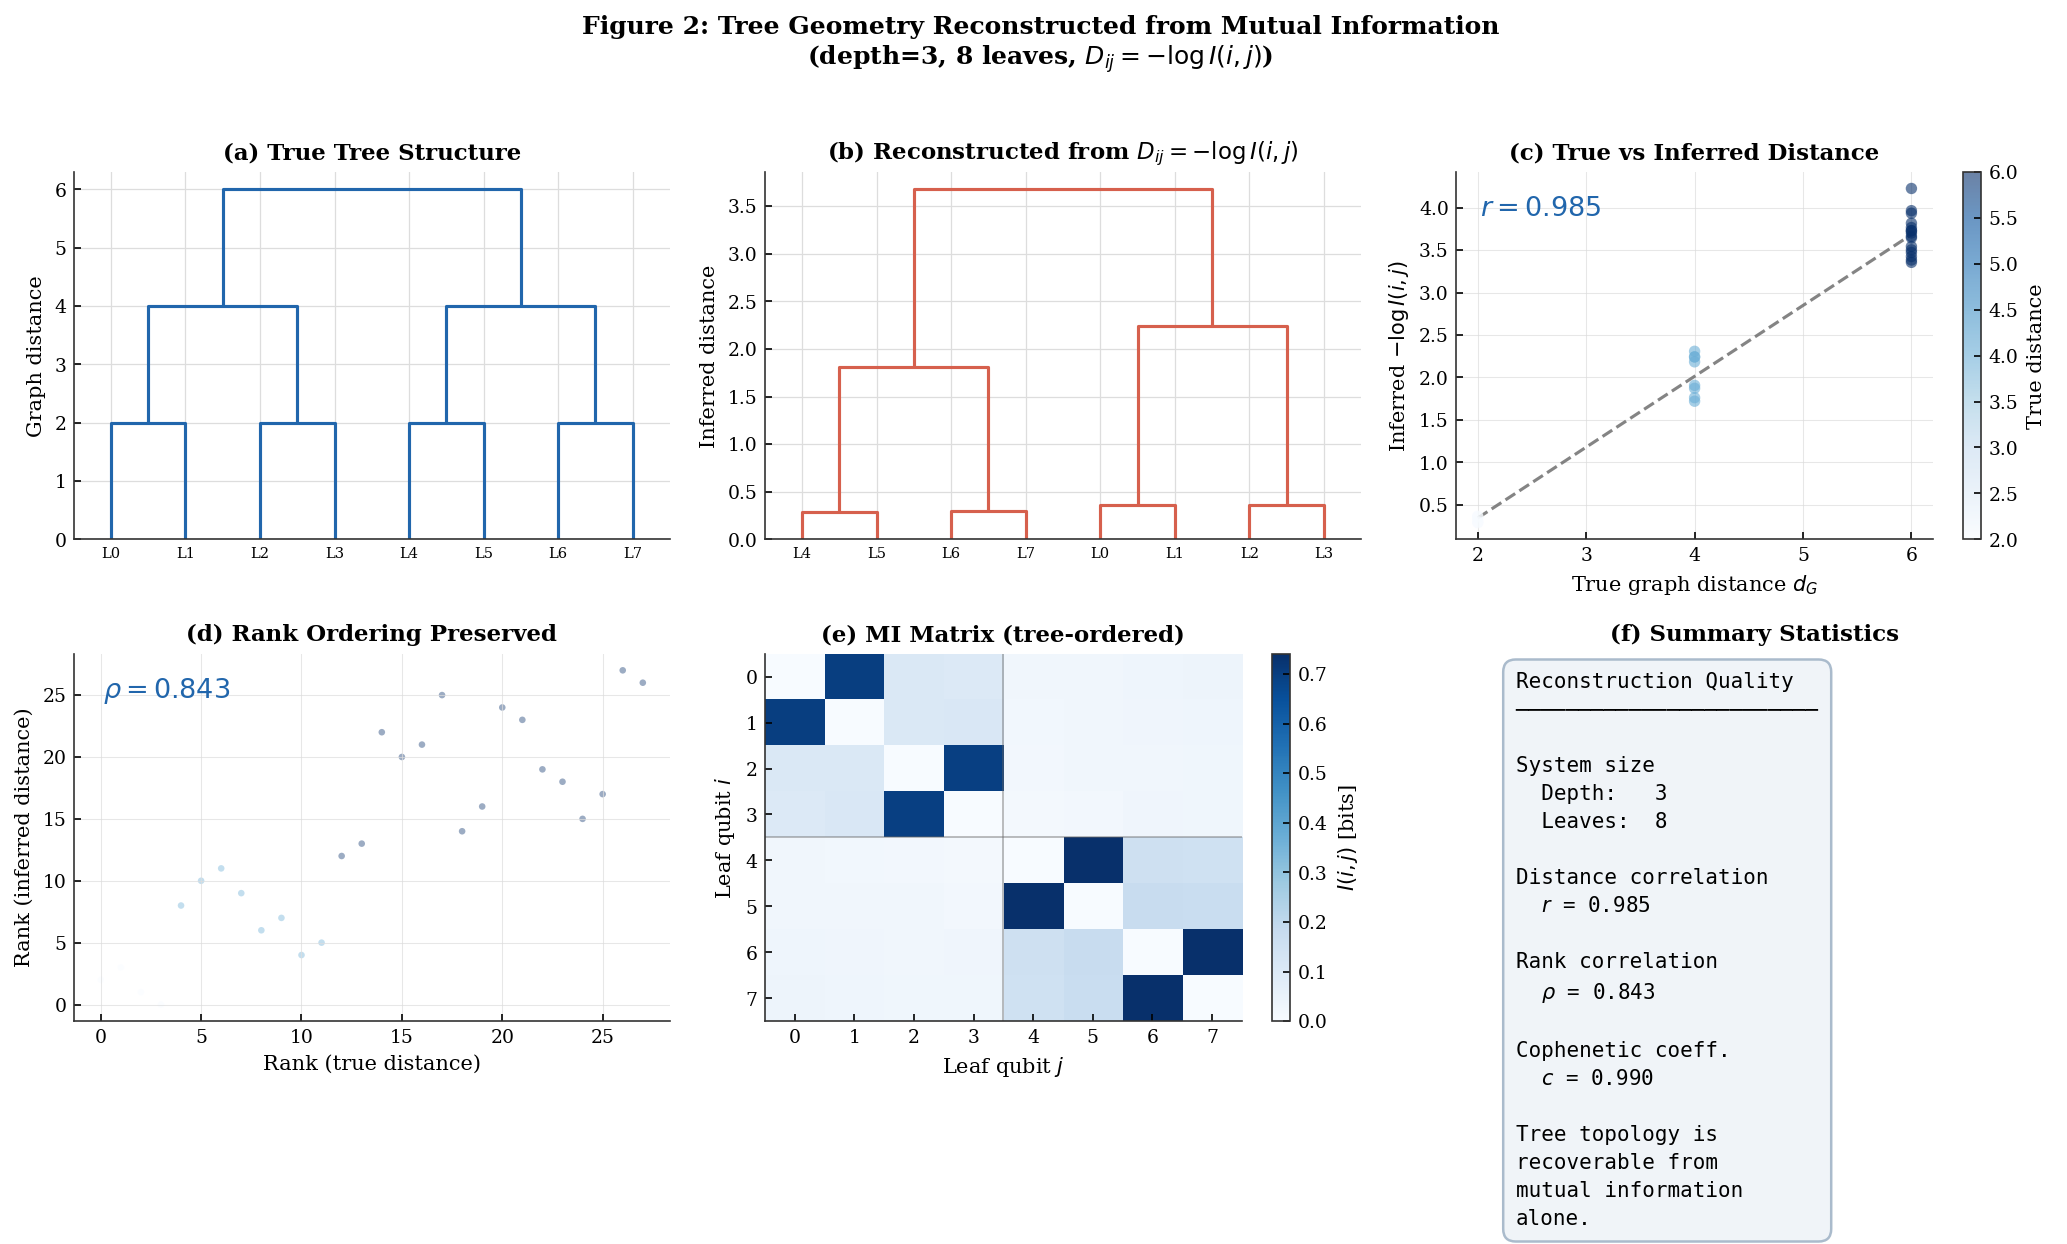 Figure 2: Tree Geometry Reconstructed from Mutual Information
(depth=3, 8 leaves, D_{ij} = −log I(i, j))
(a) True Tree Structure
Graph distance
6
5
4
3
2
1
0
L0 L1 L2 L3 L4 L5 L6 L7
(b) Reconstructed from D_{ij} = −log I(i, j)
Inferred distance
3.5
3.0
2.5
2.0
1.5
1.0
0.5
0.0
L4 L5 L6 L7 L0 L1 L2 L3
(c) True vs Inferred Distance
r = 0.985
Inferred −log I(i, j)
4.0
3.5
3.0
2.5
2.0
1.5
1.0
0.5
2 3 4 5 6
True graph distance d_G
6.0
5.5
5.0
4.5
4.0
3.5
3.0
2.5
2.0
True distance
(d) Rank Ordering Preserved
ρ = 0.843
Rank (inferred distance)
25
20
15
10
5
0
0 5 10 15 20 25
Rank (true distance)
(e) MI Matrix (tree-ordered)
Leaf qubit i
0
1
2
3
4
5
6
7
0 1 2 3 4 5 6 7
Leaf qubit j
0.7
0.6
0.5
0.4
0.3
0.2
0.1
0.0
I(i, j) [bits]
(f) Summary Statistics
Reconstruction Quality
System size
Depth: 3
Leaves: 8
Distance correlation
r = 0.985
Rank correlation
ρ = 0.843
Cophenetic coeff.
c = 0.990
Tree topology is
recoverable from
mutual information
alone.